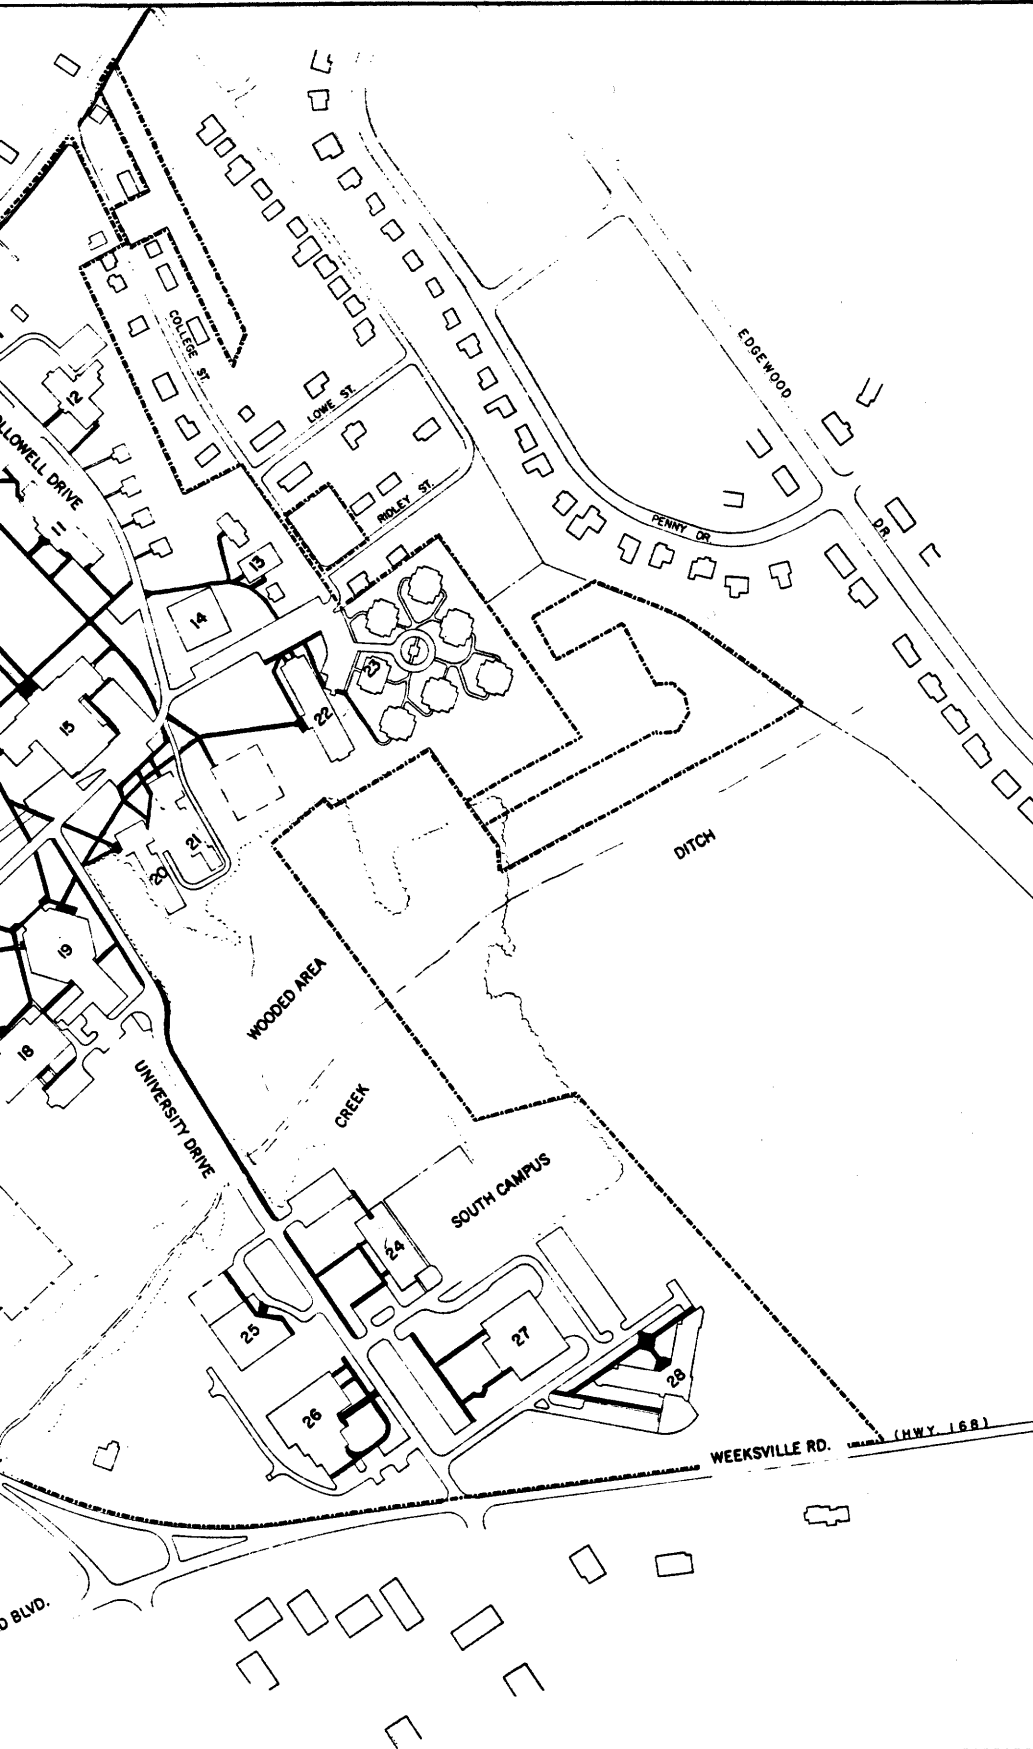 COLLEGE ST.
EDGEWOOD
12
LOWE ST.
OLLOWELL DRIVE
RIDLEY ST.
11
PENNY DR.
DR.
13
14
23
22
15
21
DITCH
20
19
WOODED AREA
18
UNIVERSITY DRIVE
CREEK
SOUTH CAMPUS
24
25
27
28
26
WEEKSVILLE RD.
(HWY. 168)
D BLVD.